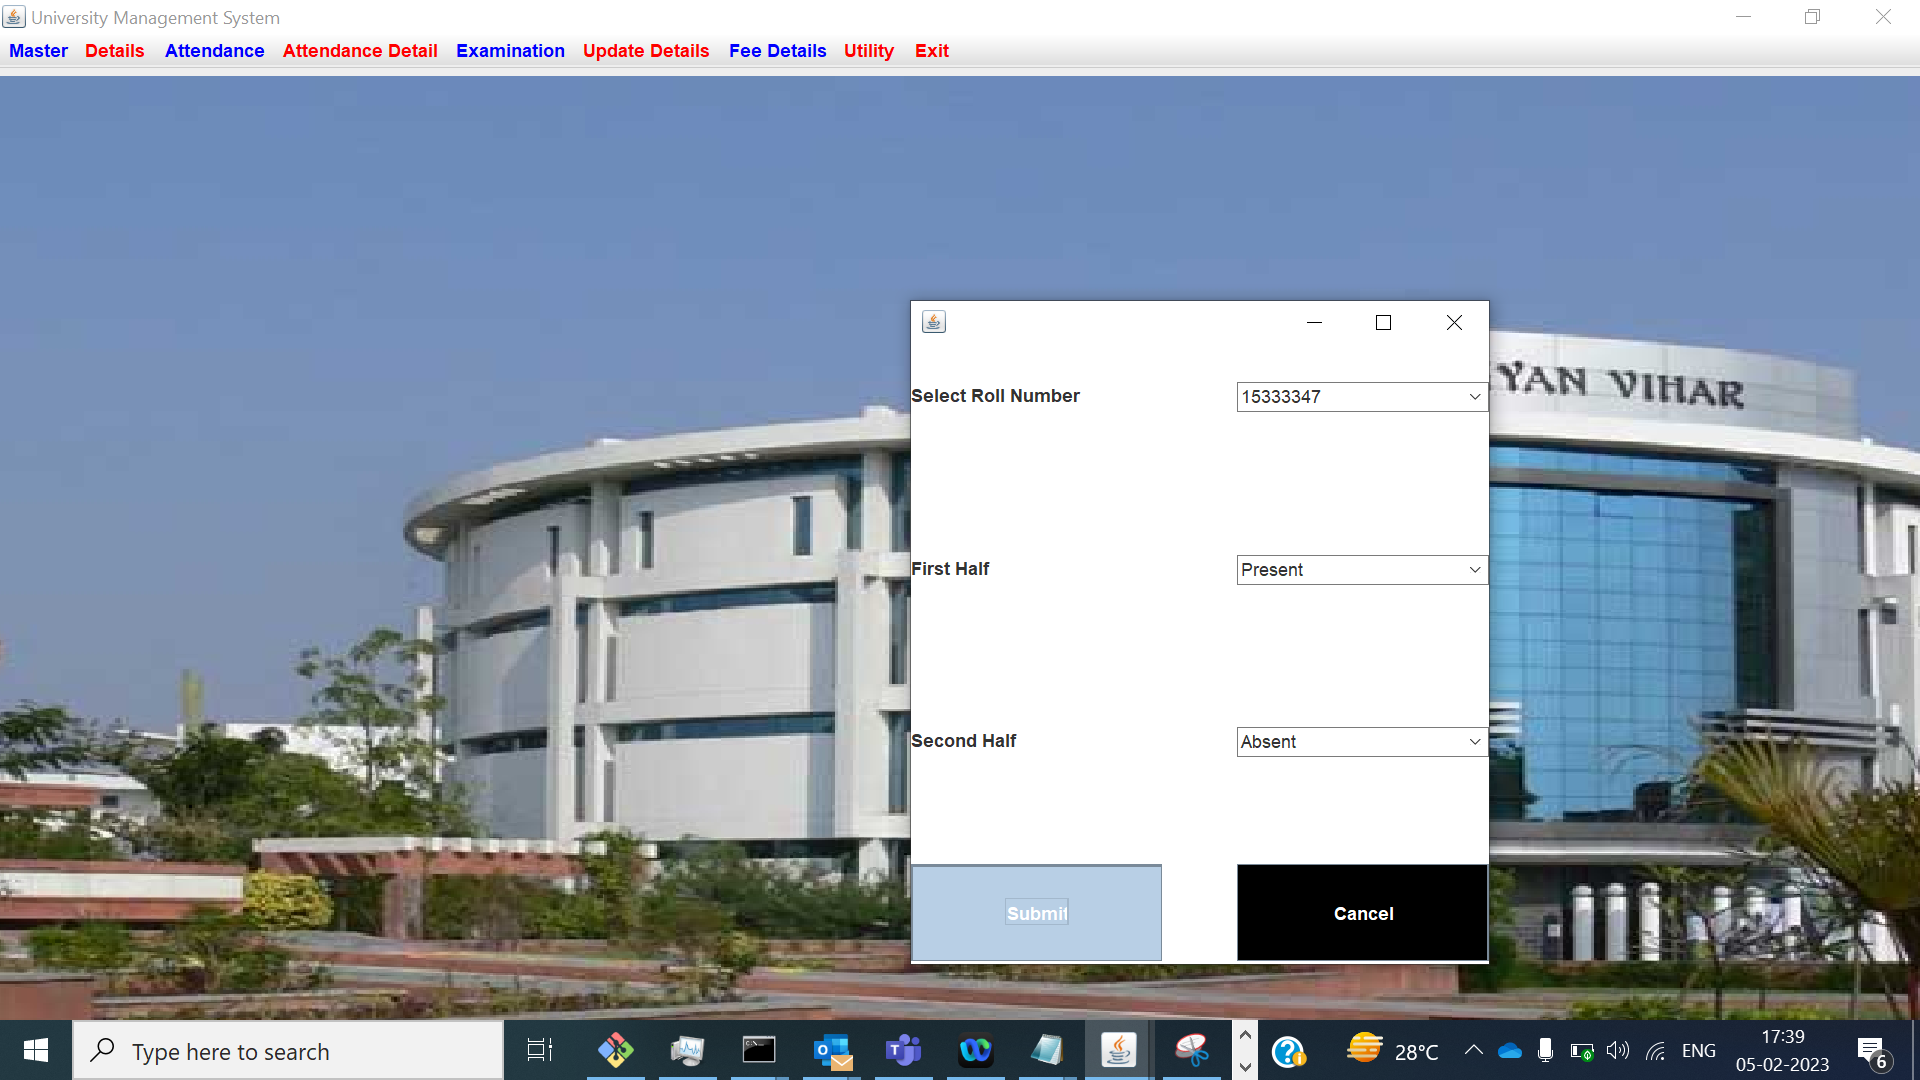 University Management System
Master Details Attendance Attendance Detail Examination Update Details Fee Details Utility Exit
YAN VIHAR
Select Roll Number 15333347
First Half Present
Second Half Absent
Submit Cancel
Type here to search
28°C ENG 17:39
05-02-2023 6